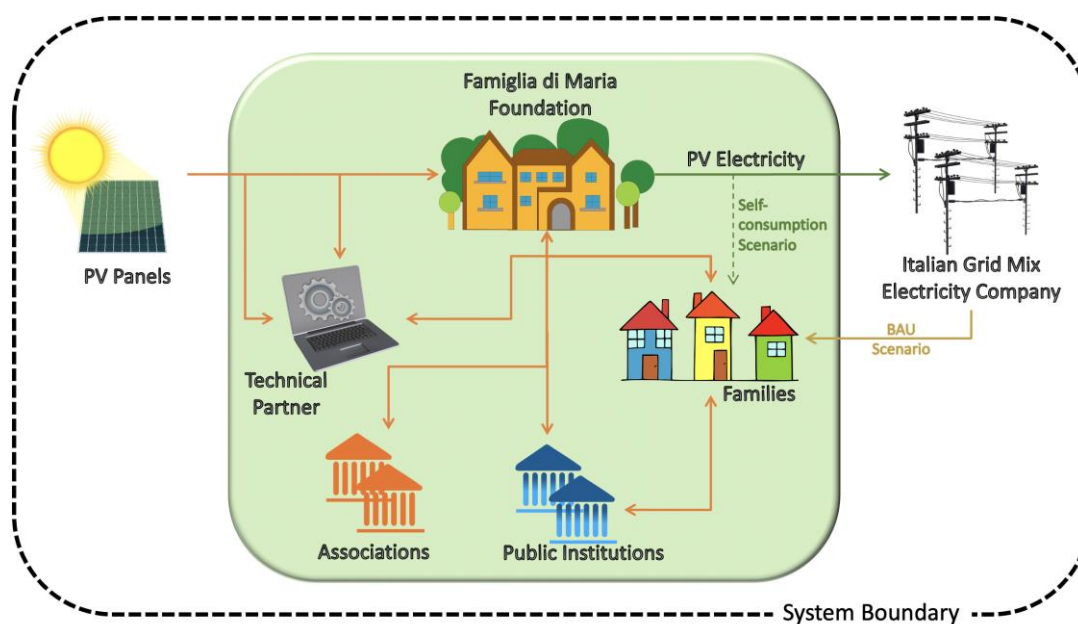 Famiglia di Maria
Foundation
PV Electricity
Self-
consumption
Scenario
PV Panels
Italian Grid Mix
Electricity Company
BAU
Scenario
Technical
Partner
Families
Associations
Public Institutions
System Boundary